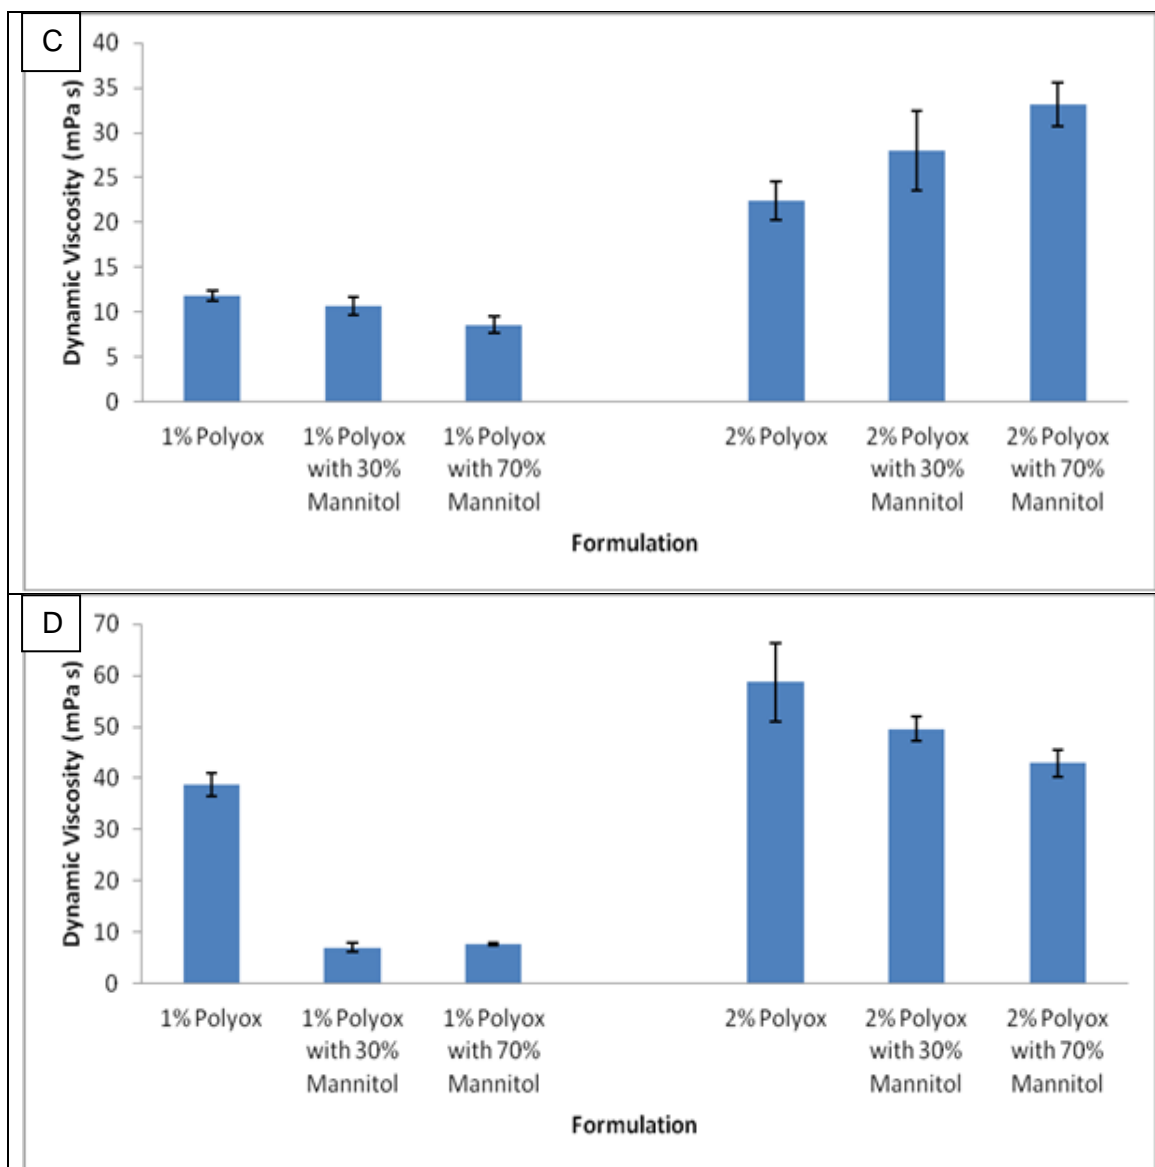 C
Dynamic Viscosity (mPa s)
40
35
30
25
20
15
10
5
0
1% Polyox
1% Polyox
with 30%
Mannitol
1% Polyox
with 70%
Mannitol
2% Polyox
2% Polyox
with 30%
Mannitol
2% Polyox
with 70%
Mannitol
Formulation
D
Dynamic Viscosity (mPa s)
70
60
50
40
30
20
10
0
1% Polyox
1% Polyox
with 30%
Mannitol
1% Polyox
with 70%
Mannitol
2% Polyox
2% Polyox
with 30%
Mannitol
2% Polyox
with 70%
Mannitol
Formulation